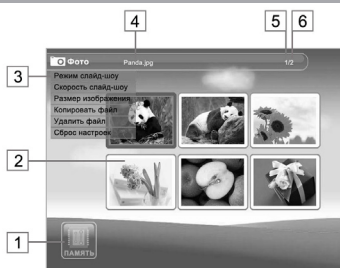 4
5
6
Фото
Panda.jpg
1/2
3
Режим слайд-шоу
Скорость слайд-шоу
Размер изображения
Копировать файл
Удалить файл
Сброс настроек
2
1
ПАМЯТЬ